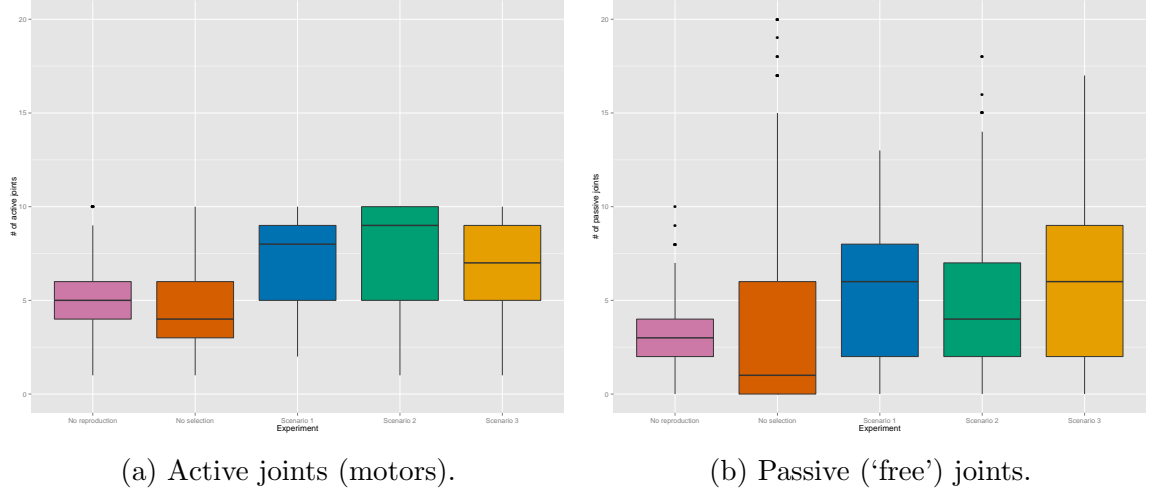 20
15
10
5
0
# of active joints
No reproduction No selection Scenario 1 Scenario 2 Scenario 3
Experiment
(a) Active joints (motors).
20
15
10
5
0
# of passive joints
No reproduction No selection Scenario 1 Scenario 2 Scenario 3
Experiment
(b) Passive (‘free’) joints.